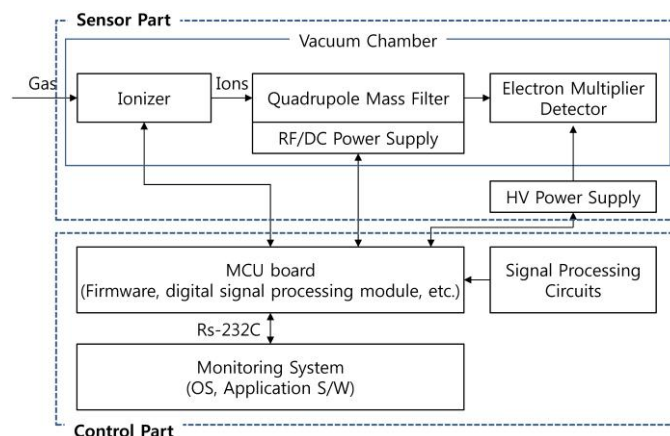 Sensor Part
Vacuum Chamber
Gas
Ionizer
Ions
Quadrupole Mass Filter
RF/DC Power Supply
Electron Multiplier
Detector
HV Power Supply
MCU board
(Firmware, digital signal processing module, etc.)
Signal Processing
Circuits
Rs-232C
Monitoring System
(OS, Application S/W)
Control Part